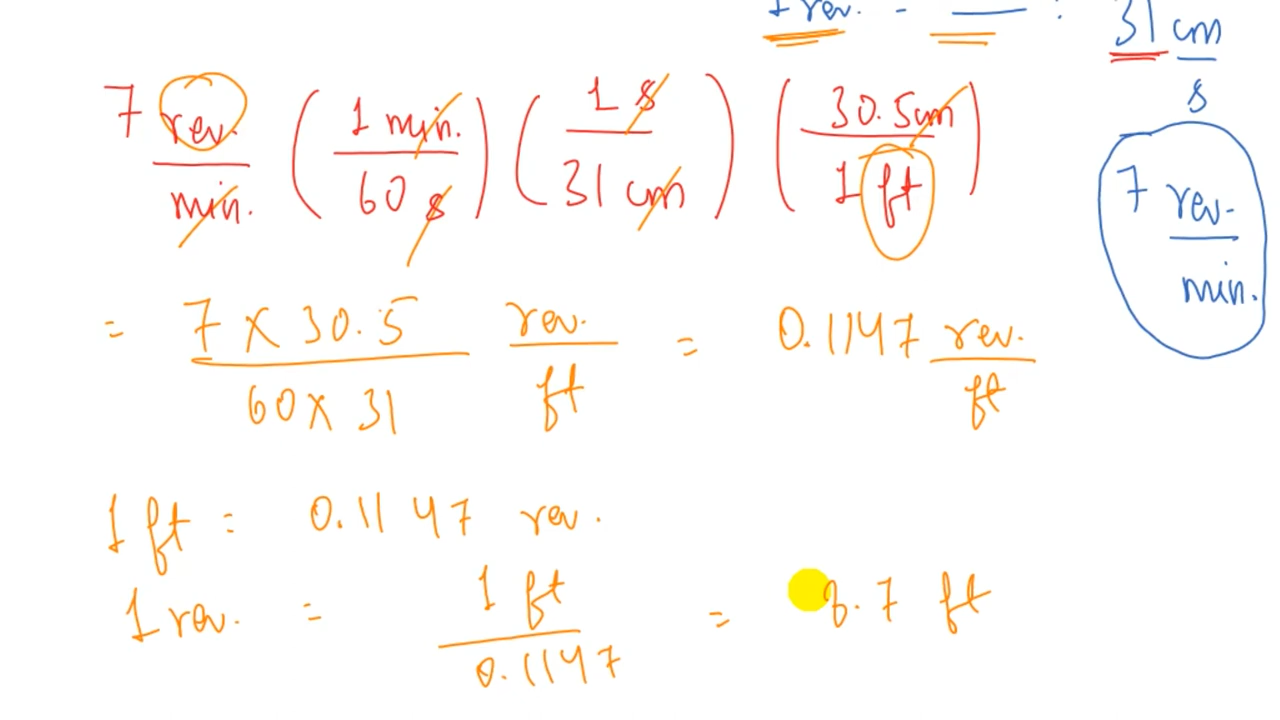 1 rev. = ___ : 31 cm
s
7 rev. / min. ( 1 min. / 60 s ) ( 1 s / 31 cm ) ( 30.5cm / 1 ft )
7 rev. / min.
= 7 x 30.5 / 60 x 31 rev. / ft = 0.1147 rev. / ft
1 ft = 0.1147 rev.
1 rev. = 1 ft / 0.1147 = 8.7 ft